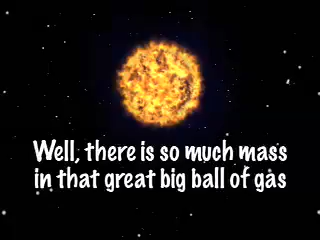 Well, there is so much mass
in that great big ball of gas